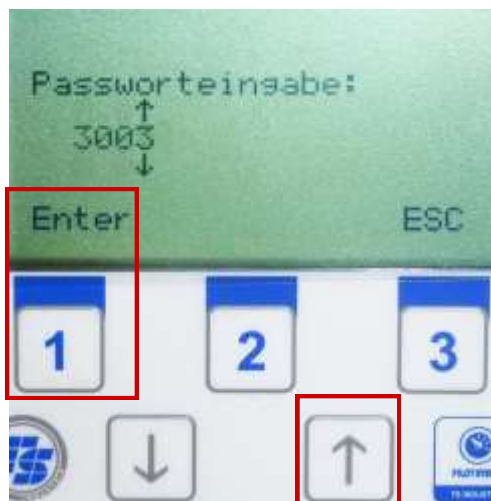 Passworteingabe:
↑
3003
↓
Enter ESC
1 2 3
↓ ↑